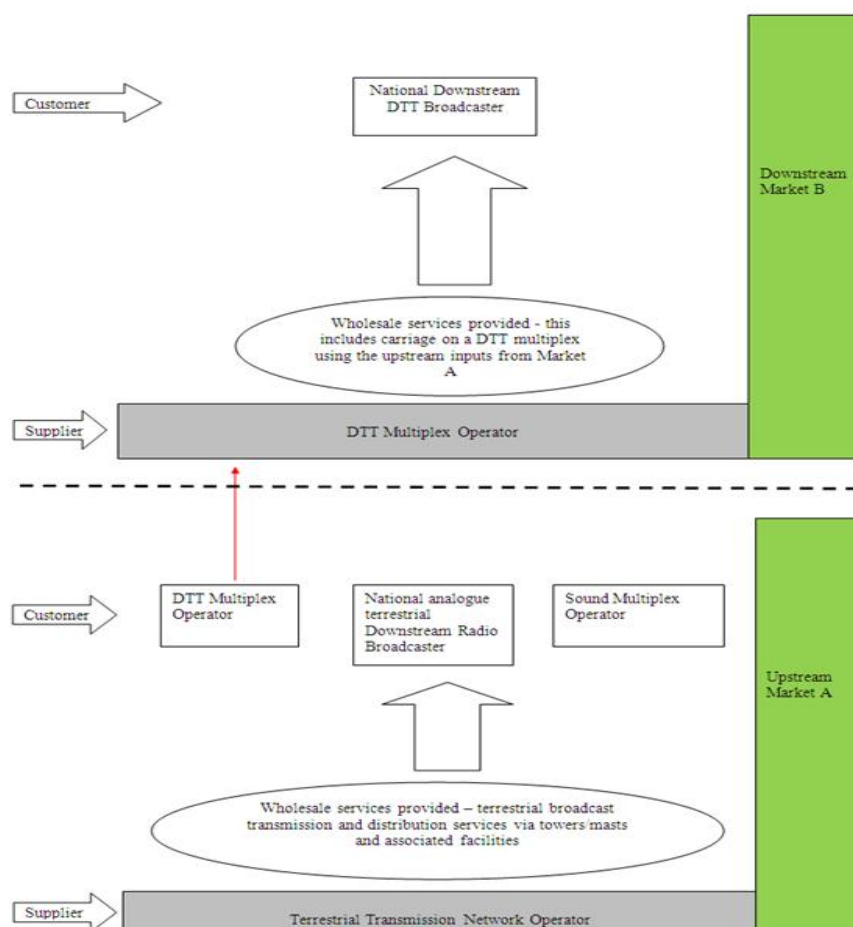 Customer
National Downstream
DTT Broadcaster
Downstream
Market B
Wholesale services provided - this
includes carriage on a DTT multiplex
using the upstream inputs from Market
A
Supplier
DTT Multiplex Operator
Customer
DTT Multiplex
Operator
National analogue
terrestrial
Downstream Radio
Broadcaster
Sound Multiplex
Operator
Upstream
Market A
Wholesale services provided – terrestrial broadcast
transmission and distribution services via towers/masts
and associated facilities
Supplier
Terrestrial Transmission Network Operator